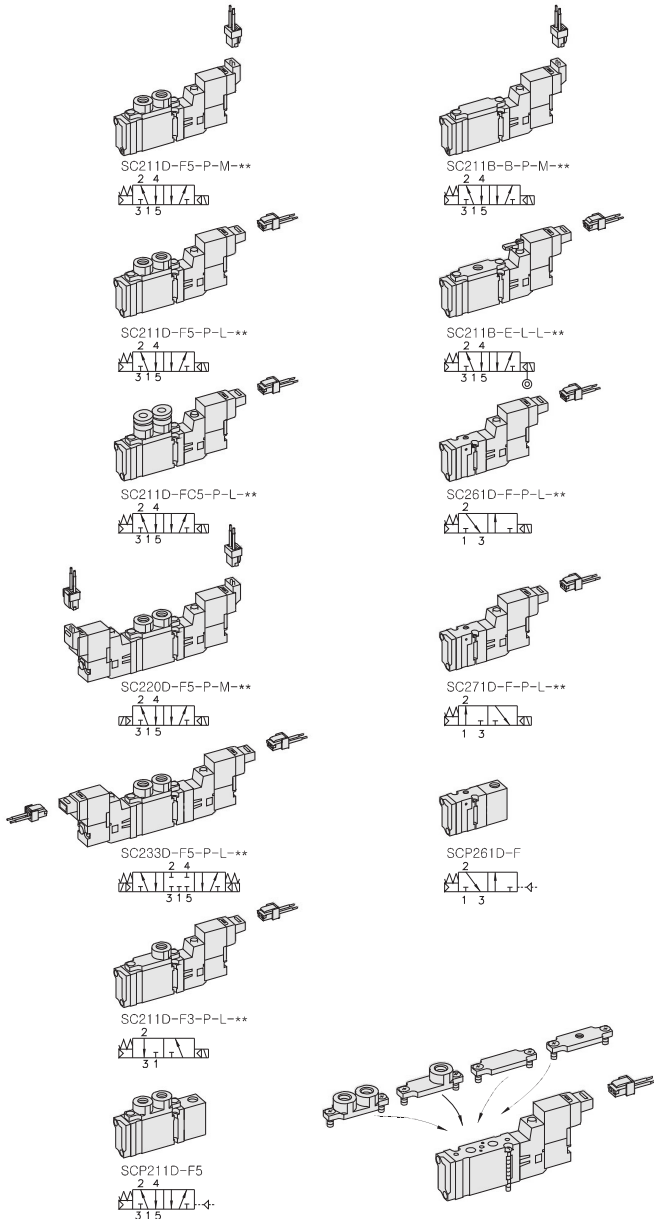 SC211D-F5-P-M-**
2 4
3 1 5
SC211B-B-P-M-**
2 4
3 1 5
SC211D-F5-P-L-**
2 4
3 1 5
SC211B-E-L-L-**
2 4
3 1 5
SC211D-FC5-P-L-**
2 4
3 1 5
SC261D-F-P-L-**
2
1 3
SC220D-F5-P-M-**
2 4
3 1 5
SC271D-F-P-L-**
2
1 3
SC233D-F5-P-L-**
2 4
3 1 5
SCP261D-F
2
1 3
SC211D-F3-P-L-**
2
3 1
SCP211D-F5
2 4
3 1 5